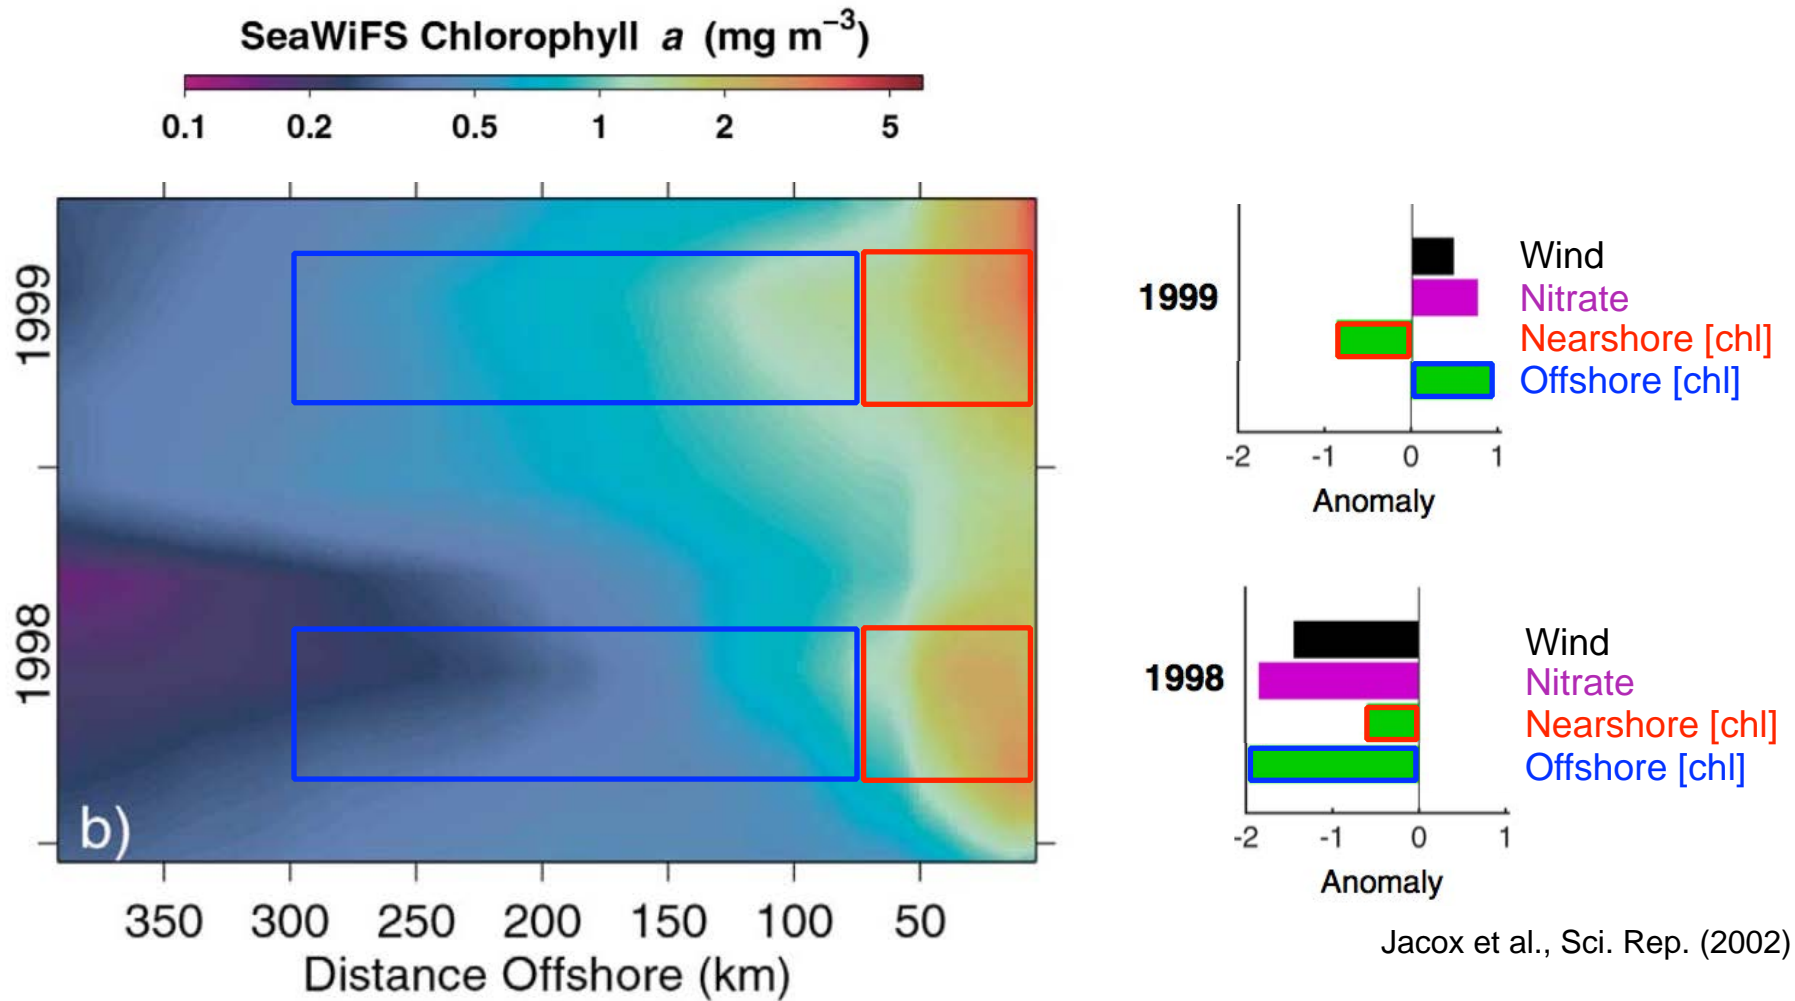 SeaWiFS Chlorophyll a (mg m−3)
0.1 0.2 0.5 1 2 5
1999
1998
b)
350 300 250 200 150 100 50
Distance Offshore (km)
1999
Wind
Nitrate
Nearshore [chl]
Offshore [chl]
-2 -1 0 1
Anomaly
1998
Wind
Nitrate
Nearshore [chl]
Offshore [chl]
-2 -1 0 1
Anomaly
Jacox et al., Sci. Rep. (2002)